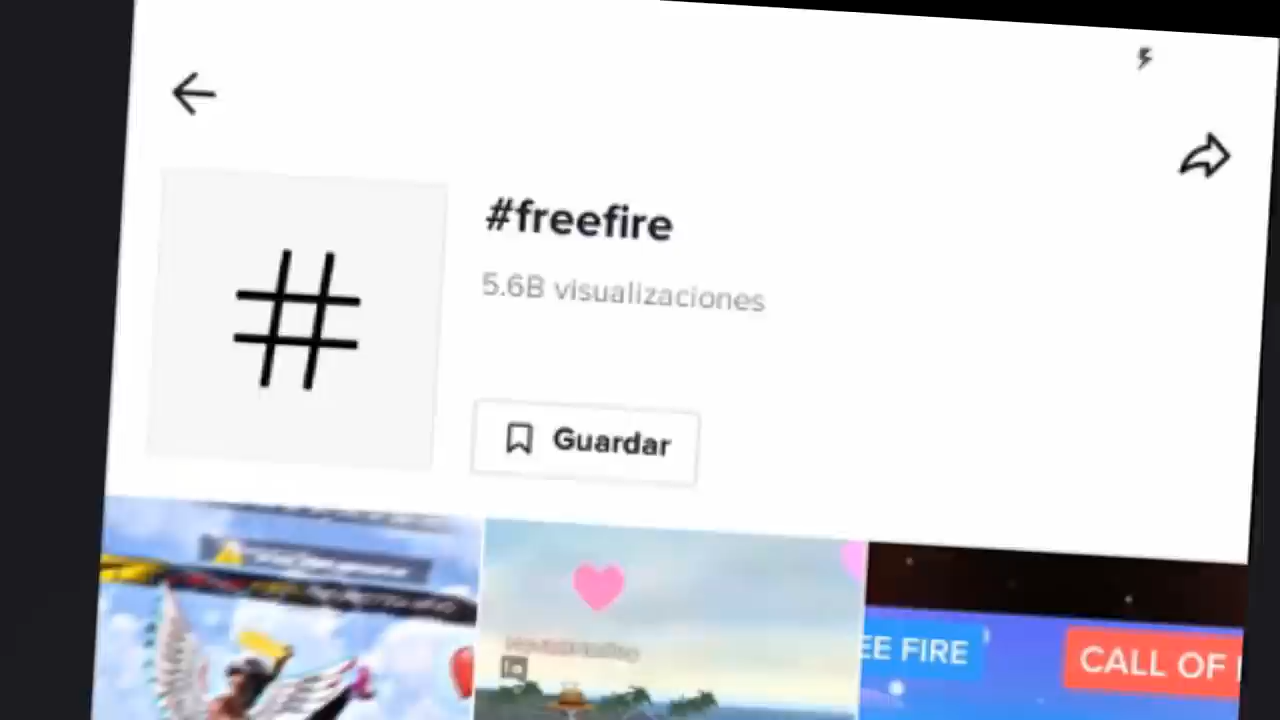 #freefire
5.6B visualizaciones
Guardar
EE FIRE
CALL OF